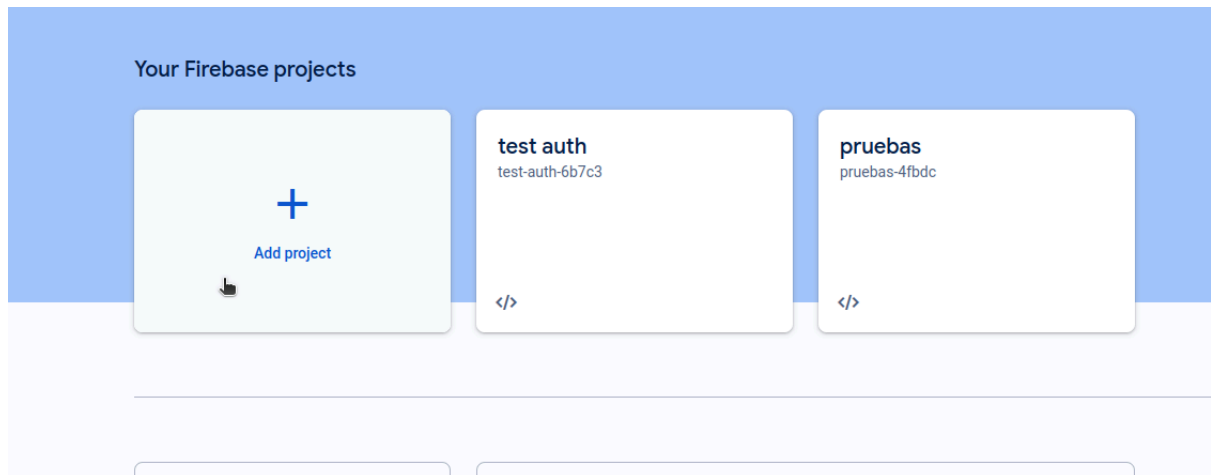 Your Firebase projects
+
Add project
test auth
test-auth-6b7c3
</>
pruebas
pruebas-4fbdc
</>